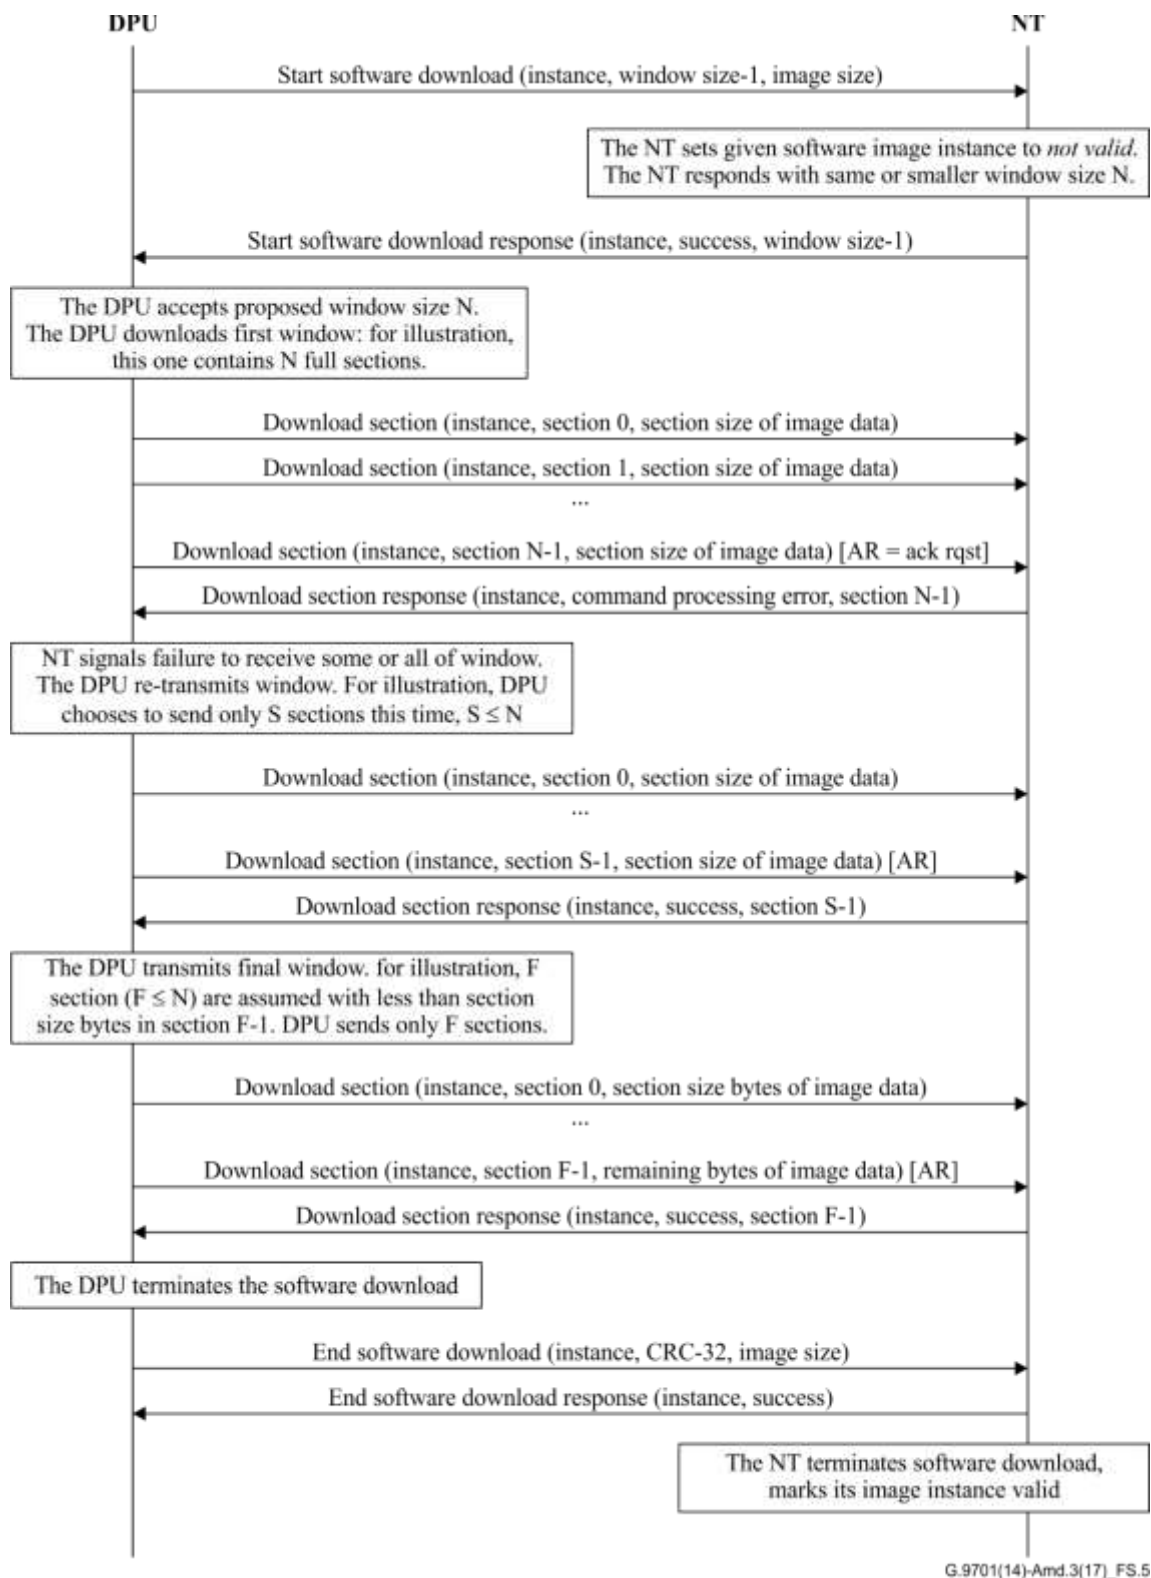 DPU NT
Start software download (instance, window size-1, image size)
The NT sets given software image instance to not valid.
The NT responds with same or smaller window size N.
Start software download response (instance, success, window size-1)
The DPU accepts proposed window size N.
The DPU downloads first window: for illustration,
this one contains N full sections.
Download section (instance, section 0, section size of image data)
Download section (instance, section 1, section size of image data)
...
Download section (instance, section N-1, section size of image data) [AR = ack rqst]
Download section response (instance, command processing error, section N-1)
NT signals failure to receive some or all of window.
The DPU re-transmits window. For illustration, DPU
chooses to send only S sections this time, S ≤ N
Download section (instance, section 0, section size of image data)
...
Download section (instance, section S-1, section size of image data) [AR]
Download section response (instance, success, section S-1)
The DPU transmits final window. for illustration, F
section (F ≤ N) are assumed with less than section
size bytes in section F-1. DPU sends only F sections.
Download section (instance, section 0, section size bytes of image data)
...
Download section (instance, section F-1, remaining bytes of image data) [AR]
Download section response (instance, success, section F-1)
The DPU terminates the software download
End software download (instance, CRC-32, image size)
End software download response (instance, success)
The NT terminates software download,
marks its image instance valid
G.9701(14)-Amd.3(17)_FS.5